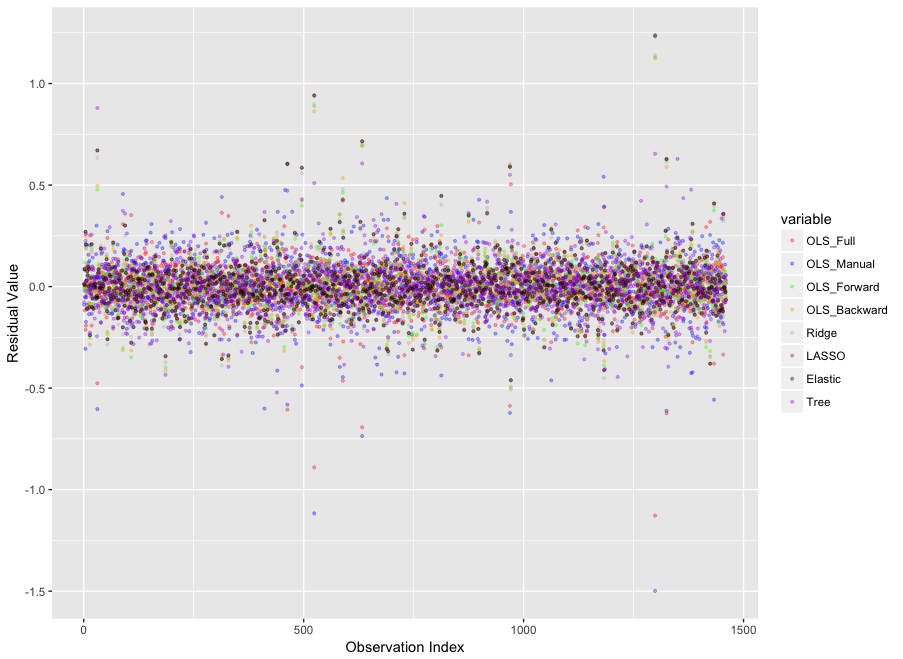 1.0
0.5
0.0
-0.5
-1.0
-1.5
Residual Value
0
500
1000
1500
Observation Index
variable
OLS_Full
OLS_Manual
OLS_Forward
OLS_Backward
Ridge
LASSO
Elastic
Tree